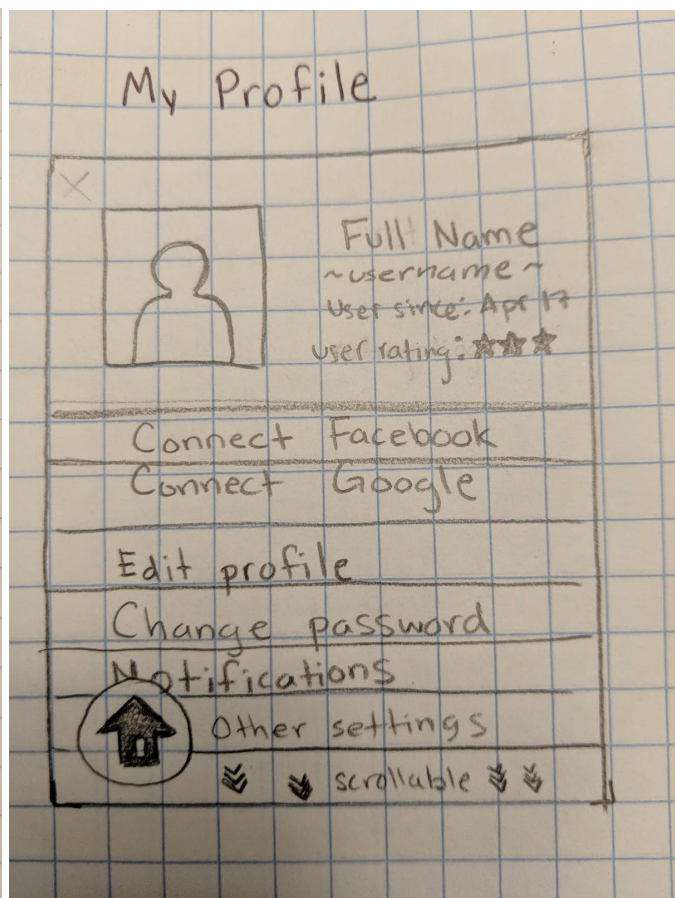 My Profile
X
Full Name
~username~
User since: Apr 17
user rating:
Connect Facebook
Connect Google
Edit profile
Change password
Notifications
Other settings
scrollable